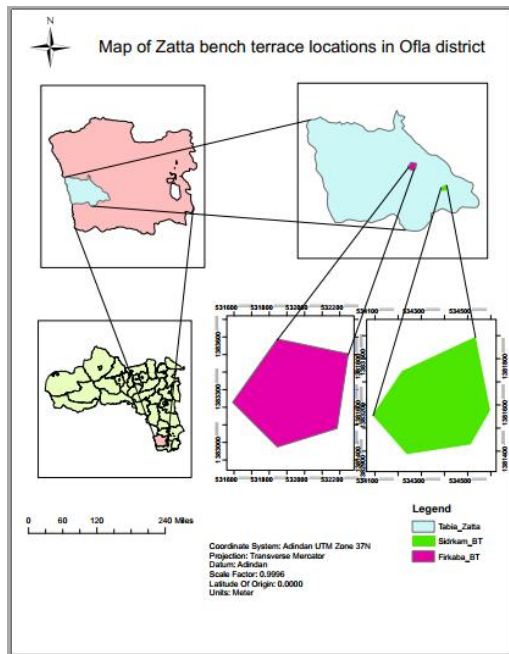 N
Map of Zatta bench terrace locations in Ofla district
531600 531800 532000 532200
534100 534300 534500
1383600
1383300
1383000
1381800
1381600
1381400
531600 531800 532000 532200
534100 534300 534500
0 60 120 240 Miles
Legend
Tabia_Zatta
Sidrkam_BT
Firkaba_BT
Coordinate System: Adindan UTM Zone 37N
Projection: Transverse Mercator
Datum: Adindan
Scale Factor: 0.9996
Latitude Of Origin: 0.0000
Units: Meter